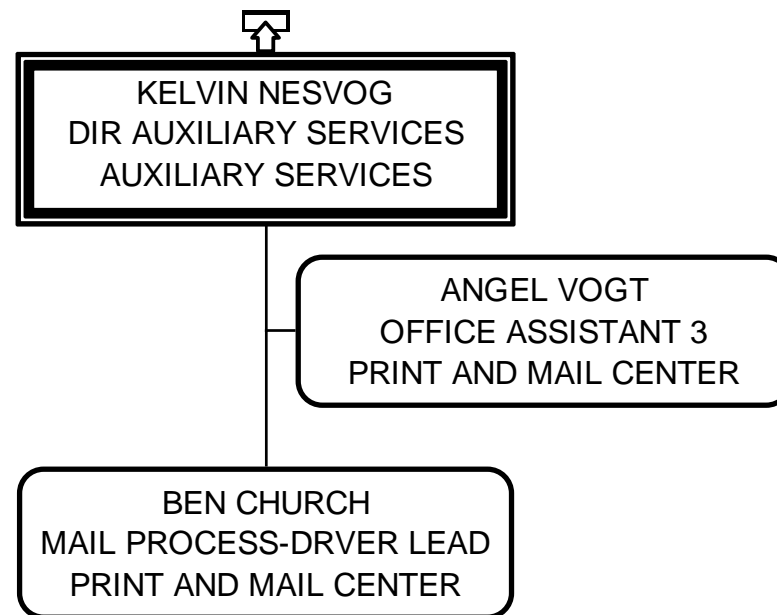 KELVIN NESVOG
DIR AUXILIARY SERVICES
AUXILIARY SERVICES
ANGEL VOGT
OFFICE ASSISTANT 3
PRINT AND MAIL CENTER
BEN CHURCH
MAIL PROCESS-DRVER LEAD
PRINT AND MAIL CENTER